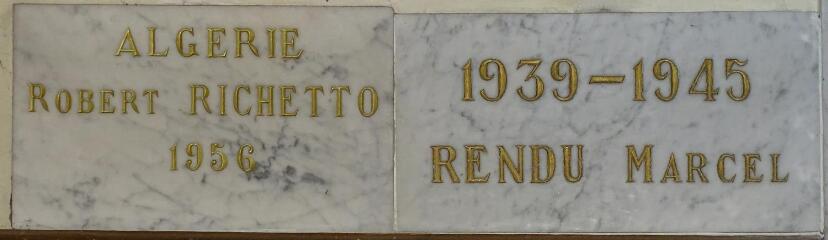 ALGERIE
ROBERT RICHETTO
1956
1939-1945
RENDU MARCEL